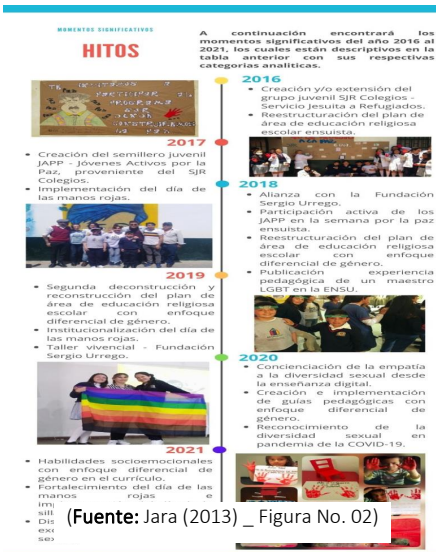 MOMENTOS SIGNIFICATIVOS
HITOS
A continuación encontrará los
momentos significativos del año 2016 al
2021, los cuales están descriptivos en la
tabla anterior con sus respectivas
categorías analíticas.
2016
• Creación y/o extensión del
grupo juvenil SJR Colegios -
Servicio Jesuita a Refugiados.
• Reestructuración del plan de
área de educación religiosa
escolar ensuista.
2017
• Creación del semillero juvenil
JAPP - Jóvenes Activos por la
Paz, proveniente del SJR
Colegios.
• Implementación del día de
las manos rojas.
2018
• Alianza con la Fundación
Sergio Urrego.
• Participación activa de los
JAPP en la semana por la paz
ensuista.
• Reestructuración del plan de
área de educación religiosa
escolar con enfoque
diferencial de género.
• Publicación experiencia
pedagógica de un maestro
LGBT en la ENSU.
2019
• Segunda deconstrucción y
reconstrucción del plan de
área de educación religiosa
escolar con enfoque
diferencial de género.
• Institucionalización del día de
las manos rojas.
• Taller vivencial - Fundación
Sergio Urrego.
2020
• Concienciación de la empatía
a la diversidad sexual desde
la enseñanza digital.
• Creación e implementación
de guías pedagógicas con
enfoque diferencial de
género.
• Reconocimiento de la
diversidad sexual en
pandemia de la COVID-19.
2021
• Habilidades socioemocionales
con enfoque diferencial de
género en el currículo.
• Fortalecimiento del día de las
manos rojas e
(Fuente: Jara (2013) _ Figura No. 02)